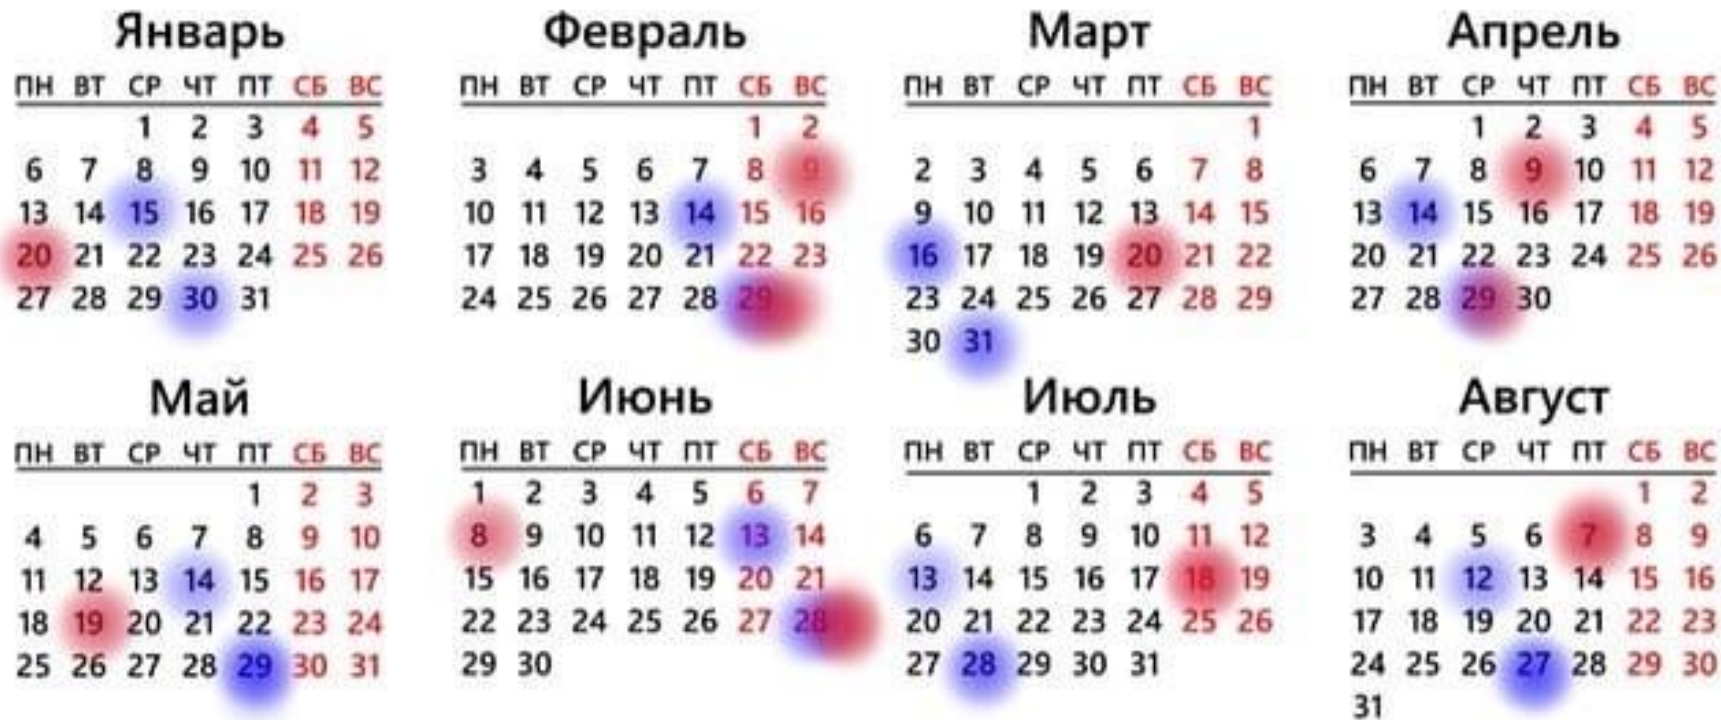 Январь
ПН ВТ СР ЧТ ПТ СБ ВС
1 2 3 4 5
6 7 8 9 10 11 12
13 14 15 16 17 18 19
20 21 22 23 24 25 26
27 28 29 30 31
Февраль
ПН ВТ СР ЧТ ПТ СБ ВС
1 2
3 4 5 6 7 8 9
10 11 12 13 14 15 16
17 18 19 20 21 22 23
24 25 26 27 28 29
Март
ПН ВТ СР ЧТ ПТ СБ ВС
1
2 3 4 5 6 7 8
9 10 11 12 13 14 15
16 17 18 19 20 21 22
23 24 25 26 27 28 29
30 31
Апрель
ПН ВТ СР ЧТ ПТ СБ ВС
1 2 3 4 5
6 7 8 9 10 11 12
13 14 15 16 17 18 19
20 21 22 23 24 25 26
27 28 29 30
Май
ПН ВТ СР ЧТ ПТ СБ ВС
1 2 3
4 5 6 7 8 9 10
11 12 13 14 15 16 17
18 19 20 21 22 23 24
25 26 27 28 29 30 31
Июнь
ПН ВТ СР ЧТ ПТ СБ ВС
1 2 3 4 5 6 7
8 9 10 11 12 13 14
15 16 17 18 19 20 21
22 23 24 25 26 27 28
29 30
Июль
ПН ВТ СР ЧТ ПТ СБ ВС
1 2 3 4 5
6 7 8 9 10 11 12
13 14 15 16 17 18 19
20 21 22 23 24 25 26
27 28 29 30 31
Август
ПН ВТ СР ЧТ ПТ СБ ВС
1 2
3 4 5 6 7 8 9
10 11 12 13 14 15 16
17 18 19 20 21 22 23
24 25 26 27 28 29 30
31